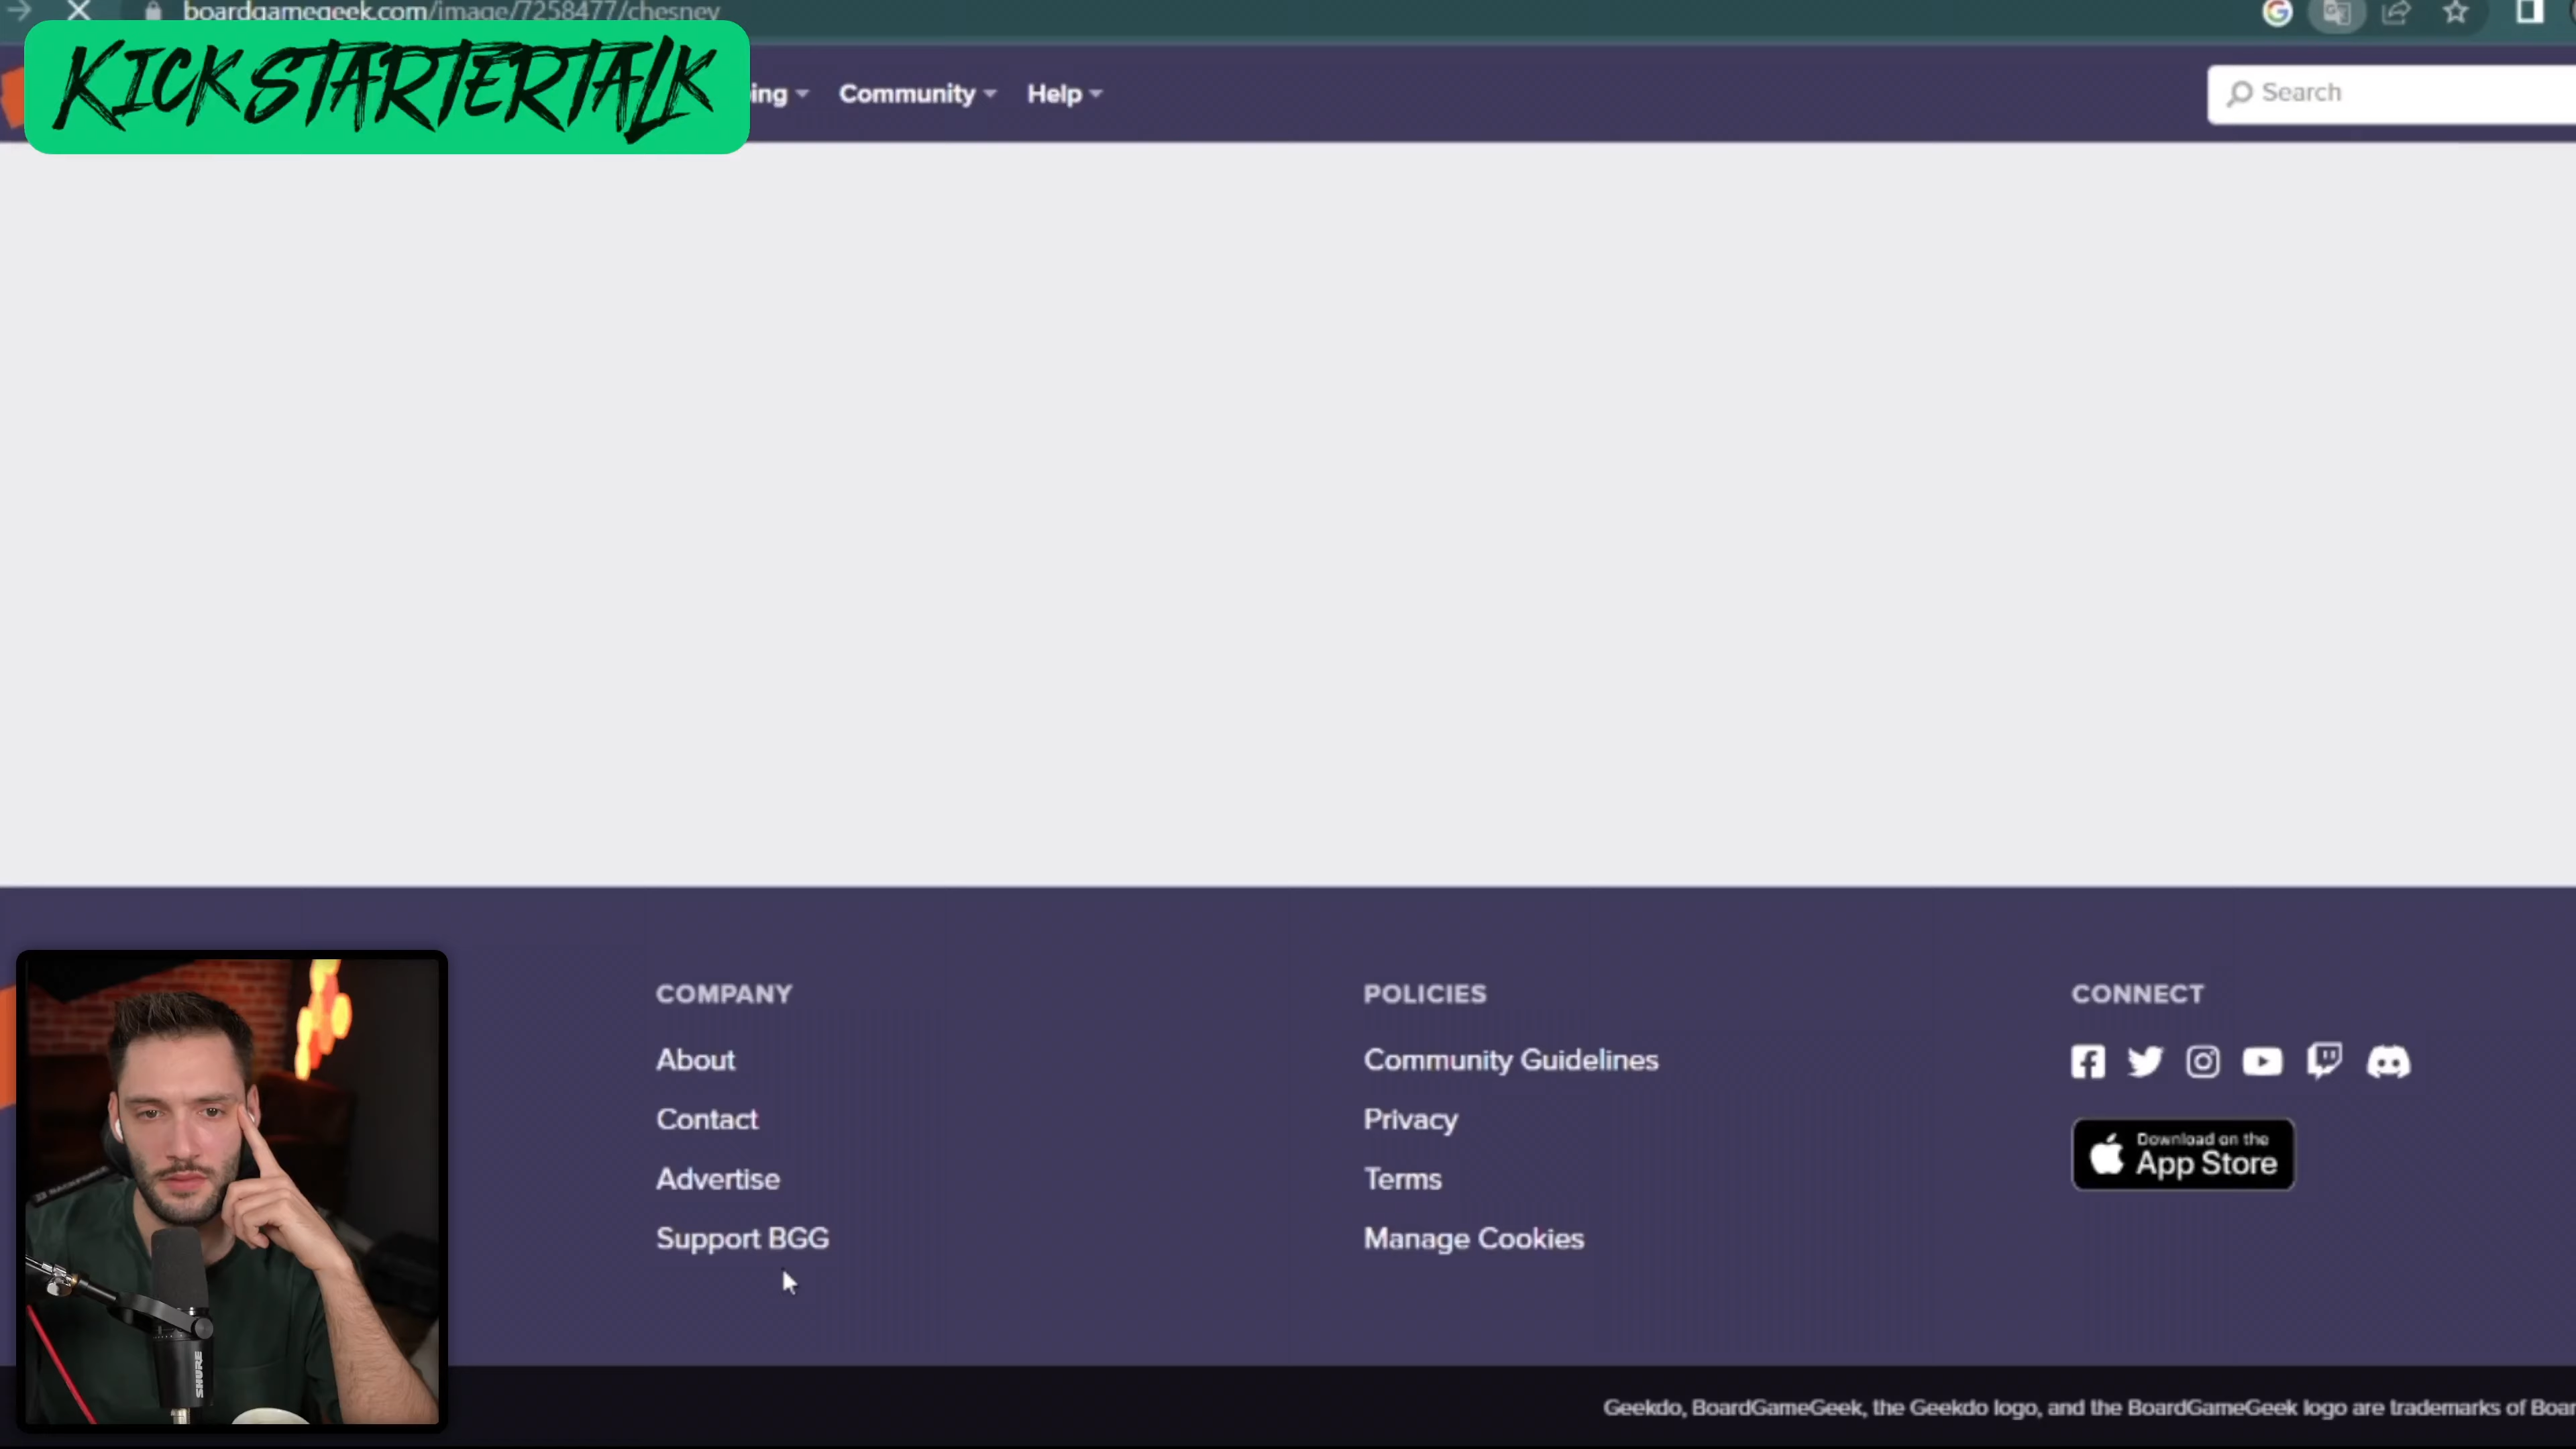 boardgamegeek.com/image/7258477/chesney
KICKSTARTERTALK
ing
Community
Help
Search
COMPANY
About
Contact
Advertise
Support BGG
POLICIES
Community Guidelines
Privacy
Terms
Manage Cookies
CONNECT
Download on the
App Store
SHURE
Geekdo, BoardGameGeek, the Geekdo logo, and the BoardGameGeek logo are trademarks of Boar